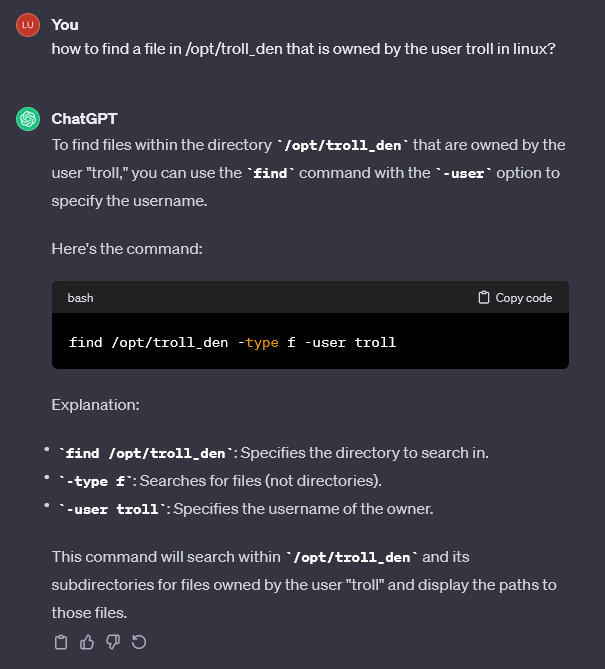 LU
You
how to find a file in /opt/troll_den that is owned by the user troll in linux?
ChatGPT
To find files within the directory `/opt/troll_den` that are owned by the
user "troll," you can use the `find` command with the `-user` option to
specify the username.
Here's the command:
bash
Copy code
find /opt/troll_den -type f -user troll
Explanation:
• `find /opt/troll_den`: Specifies the directory to search in.
• `-type f`: Searches for files (not directories).
• `-user troll`: Specifies the username of the owner.
This command will search within `/opt/troll_den` and its
subdirectories for files owned by the user "troll" and display the paths to
those files.